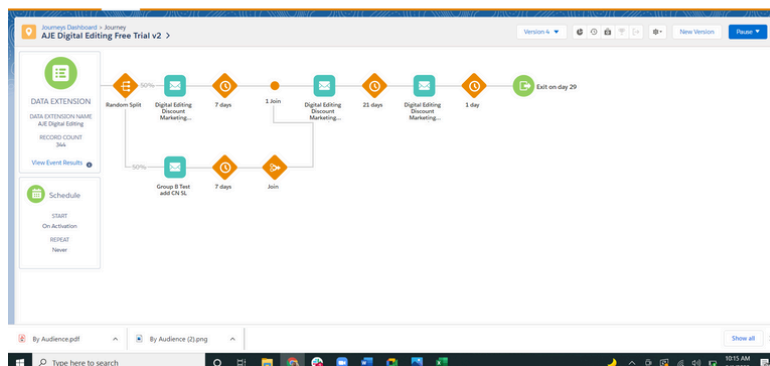 Journeys Dashboard > Journey
AJE Digital Editing Free Trial v2 >
Version 4
New Version
Pause
DATA EXTENSION
DATA EXTENSION NAME
AJE Digital Editing
RECORD COUNT
344
View Event Results
Schedule
START
On Activation
REPEAT
Never
Random Split
50%
Digital Editing
Discount
Marketing...
7 days
1 Join
Digital Editing
Discount
Marketing...
21 days
Digital Editing
Discount
Marketing...
1 day
Exit on day 29
50%
Group B Text
add CN SL
7 days
Join
By Audience.pdf
By Audience (2).png
Show all
Type here to search
10:15 AM